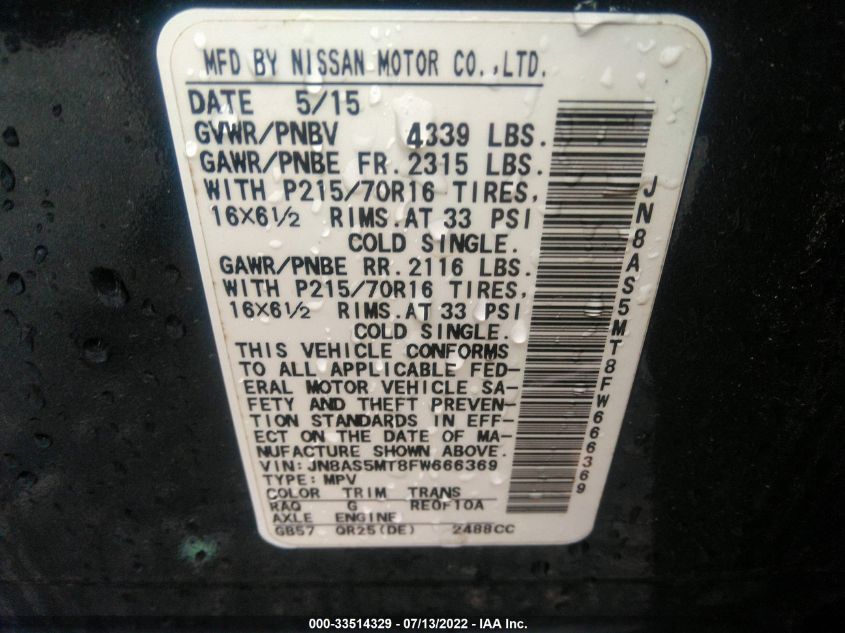 MFD BY NISSAN MOTOR CO.,LTD.
DATE 5/15
GVWR/PNBV 4339 LBS.
GAWR/PNBE FR. 2315 LBS.
WITH P215/70R16 TIRES,
16X6½ RIMS. AT 33 PSI
COLD SINGLE.
GAWR/PNBE RR. 2116 LBS.
WITH P215/70R16 TIRES,
16X6½ RIMS. AT 33 PSI
COLD SINGLE.
THIS VEHICLE CONFORMS
TO ALL APPLICABLE FED-
ERAL MOTOR VEHICLE SA-
FETY AND THEFT PREVEN-
TION STANDARDS IN EFF-
ECT ON THE DATE OF MA-
NUFACTURE SHOWN ABOVE.
VIN: JN8AS5MT8FW666369
TYPE: MPV
COLOR TRIM TRANS
RAQ G RE0F10A
AXLE ENGINE
GB57 QR25(DE) 2488CC
JN8AS5MT8FW666369
000-33514329 - 07/13/2022 - IAA Inc.